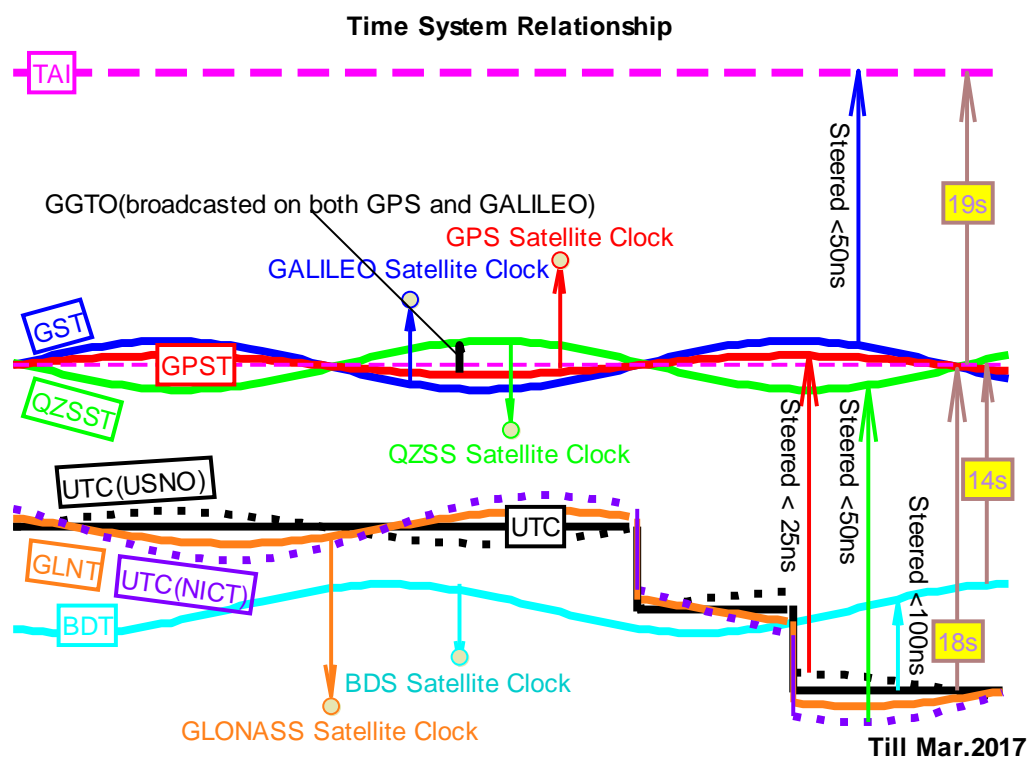 Time System Relationship
TAI
Steered <50ns
19s
GGTO(broadcasted on both GPS and GALILEO)
GPS Satellite Clock
GALILEO Satellite Clock
GST
GPST
QZSST
QZSS Satellite Clock
Steered < 25ns
Steered <50ns
Steered <100ns
14s
UTC(USNO)
UTC
GLNT
UTC(NICT)
BDT
18s
BDS Satellite Clock
GLONASS Satellite Clock
Till Mar.2017